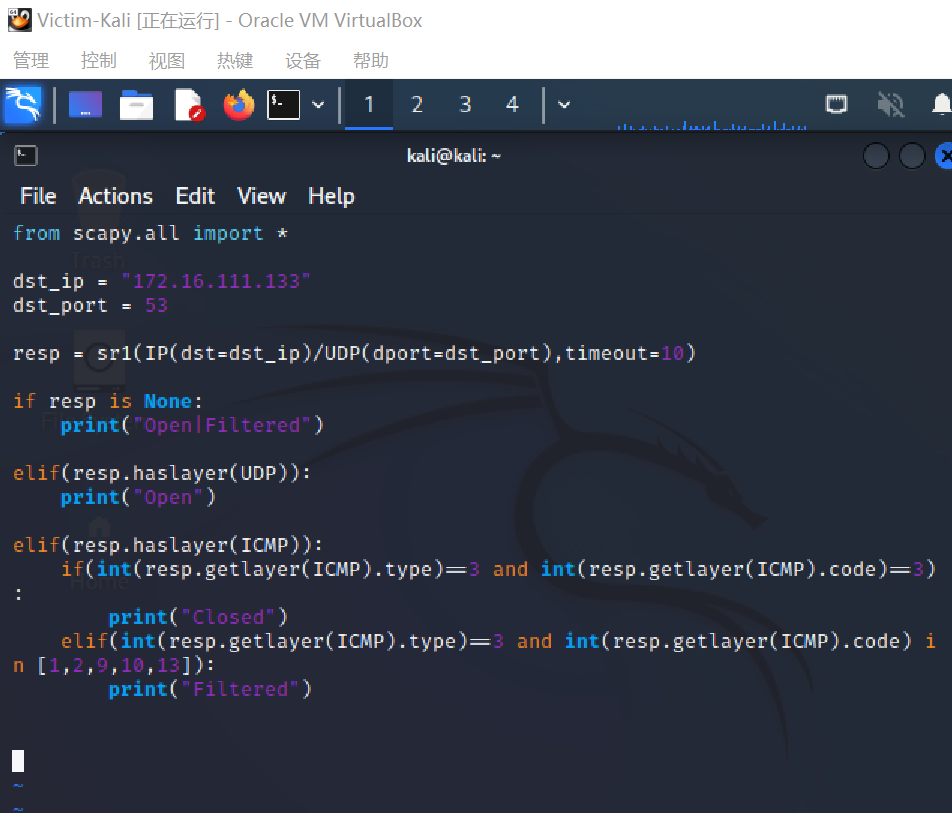 Victim-Kali [正在运行] - Oracle VM VirtualBox
管理 控制 视图 热键 设备 帮助
1 2 3 4
kali@kali: ~
File Actions Edit View Help
from scapy.all import *
Trash
dst_ip = "172.16.111.133"
dst_port = 53
resp = sr1(IP(dst=dst_ip)/UDP(dport=dst_port),timeout=10)
if resp is None:
    print("Open|Filtered")
elif(resp.haslayer(UDP)):
    print("Open")
elif(resp.haslayer(ICMP)):
    if(int(resp.getlayer(ICMP).type)==3 and int(resp.getlayer(ICMP).code)==3)
:
Home
        print("Closed")
    elif(int(resp.getlayer(ICMP).type)==3 and int(resp.getlayer(ICMP).code) i
n [1,2,9,10,13]):
        print("Filtered")
~
~